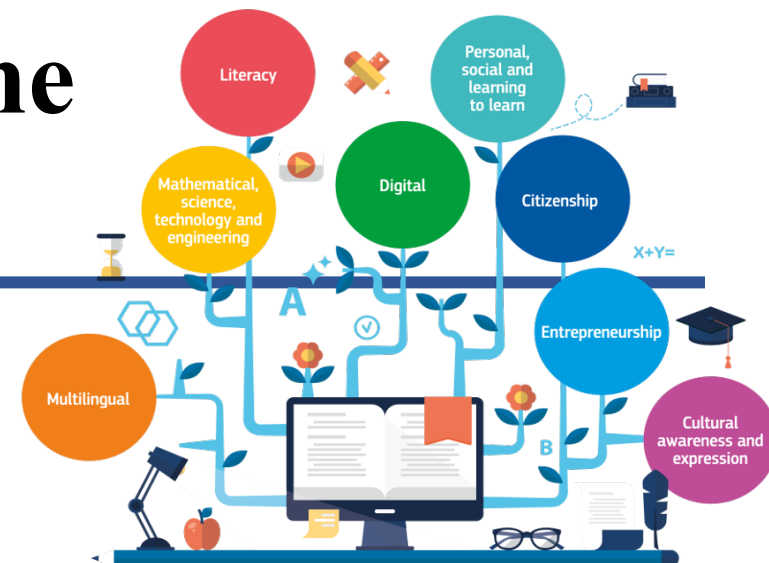 ne
Literacy
Personal,
social and
learning
to learn
Mathematical,
science,
technology and
engineering
Digital
Citizenship
X+Y=
A
Entrepreneurship
Multilingual
Cultural
awareness and
expression
B